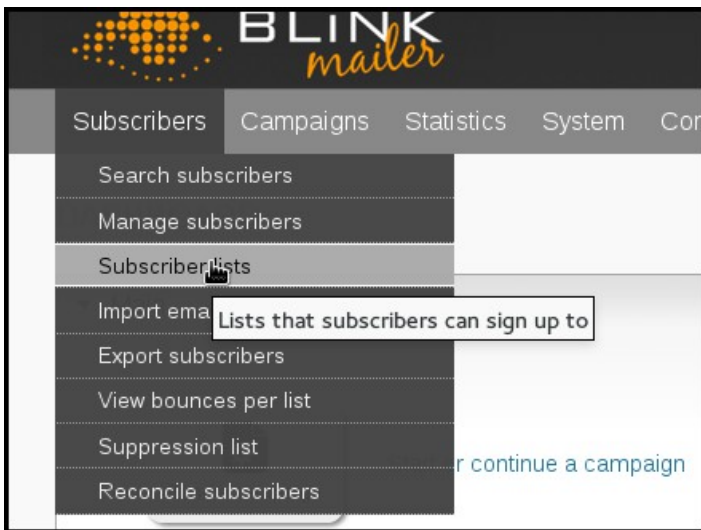 BLiNK
mailer
Subscribers Campaigns Statistics System Cor
Search subscribers
Manage subscribers
Subscriber lists
Import ema
Lists that subscribers can sign up to
Export subscribers
View bounces per list
Suppression list
r continue a campaign
Reconcile subscribers